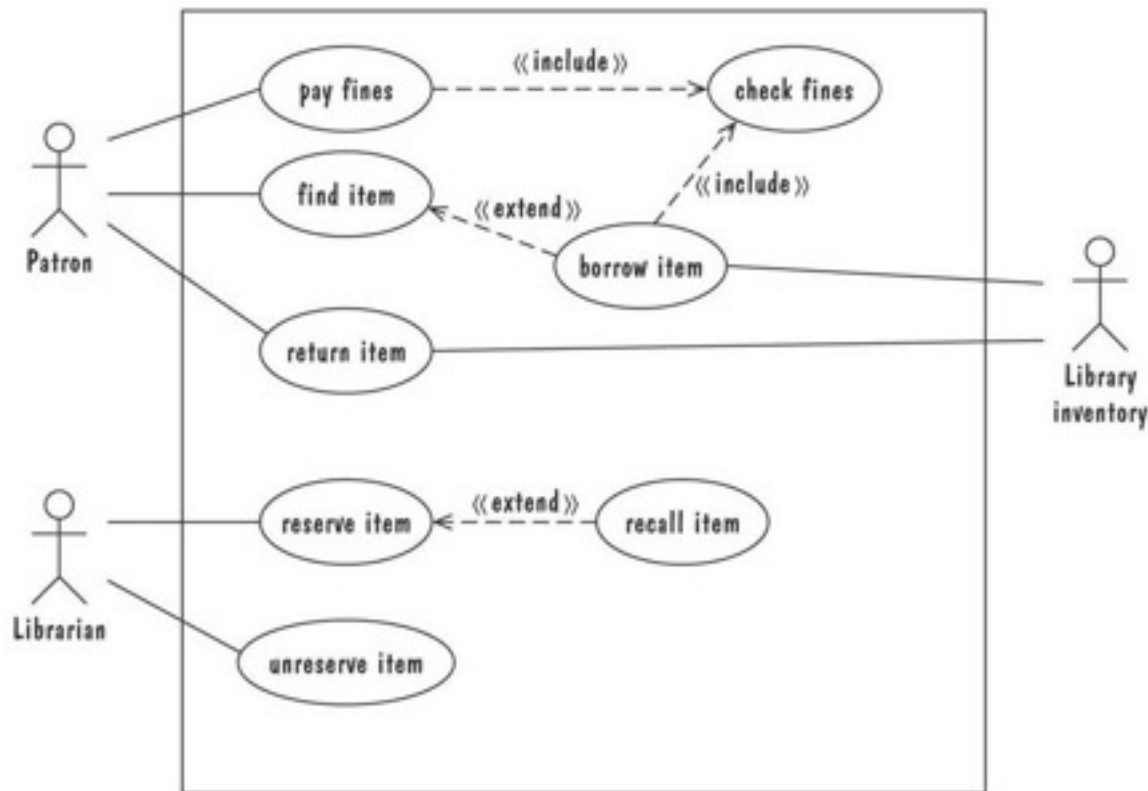 pay fines
«include»
check fines
find item
«extend»
«include»
Patron
borrow item
return item
Library
inventory
reserve item
«extend»
recall item
Librarian
unreserve item